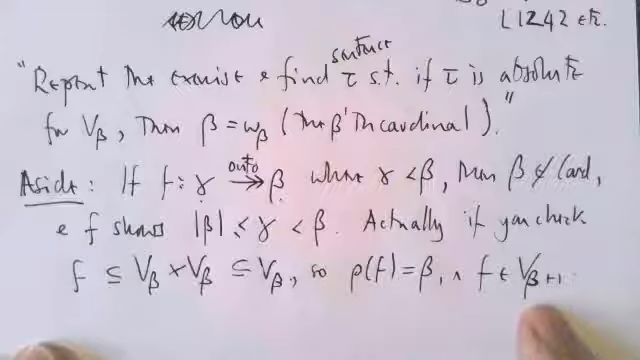 L1242 etc.
"Repeat the exercise & find sentence τ s.t. if τ is absolute
for V_β, then β = ω_β (the β'th cardinal)."
Aside: If f: γ onto ↠ β where γ < β, then β ∉ Card,
& f shows |β| ≤ γ < β. Actually if you check
f ⊆ V_β × V_β ⊆ V_β, so ρ(f) = β, ∧ f ∈ V_β+1.